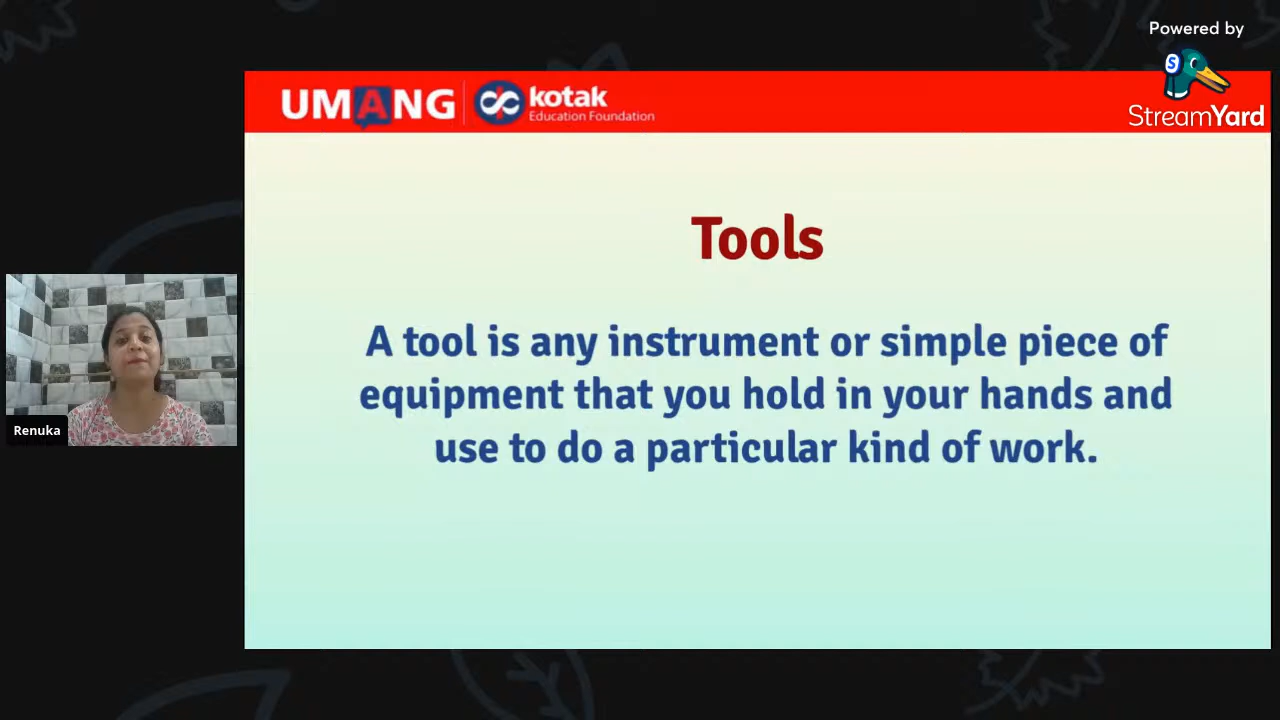 Powered by
S
StreamYard
UMANG
kotak
Education Foundation
Tools
A tool is any instrument or simple piece of
equipment that you hold in your hands and
use to do a particular kind of work.
Renuka